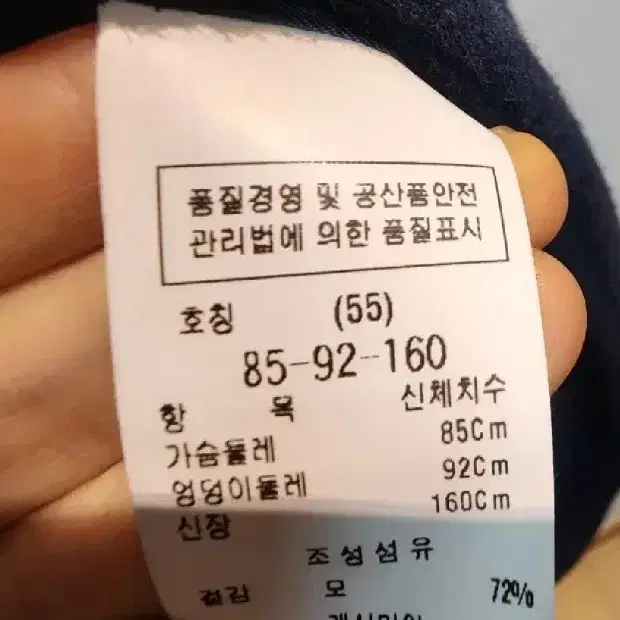 품질경영 및 공산품안전
관리법에 의한 품질표시
호칭 (55)
85-92-160
항 목 신체치수
가슴둘레 85Cm
엉덩이둘레 92Cm
신장 160Cm
조성섬유
겉감 모 72%